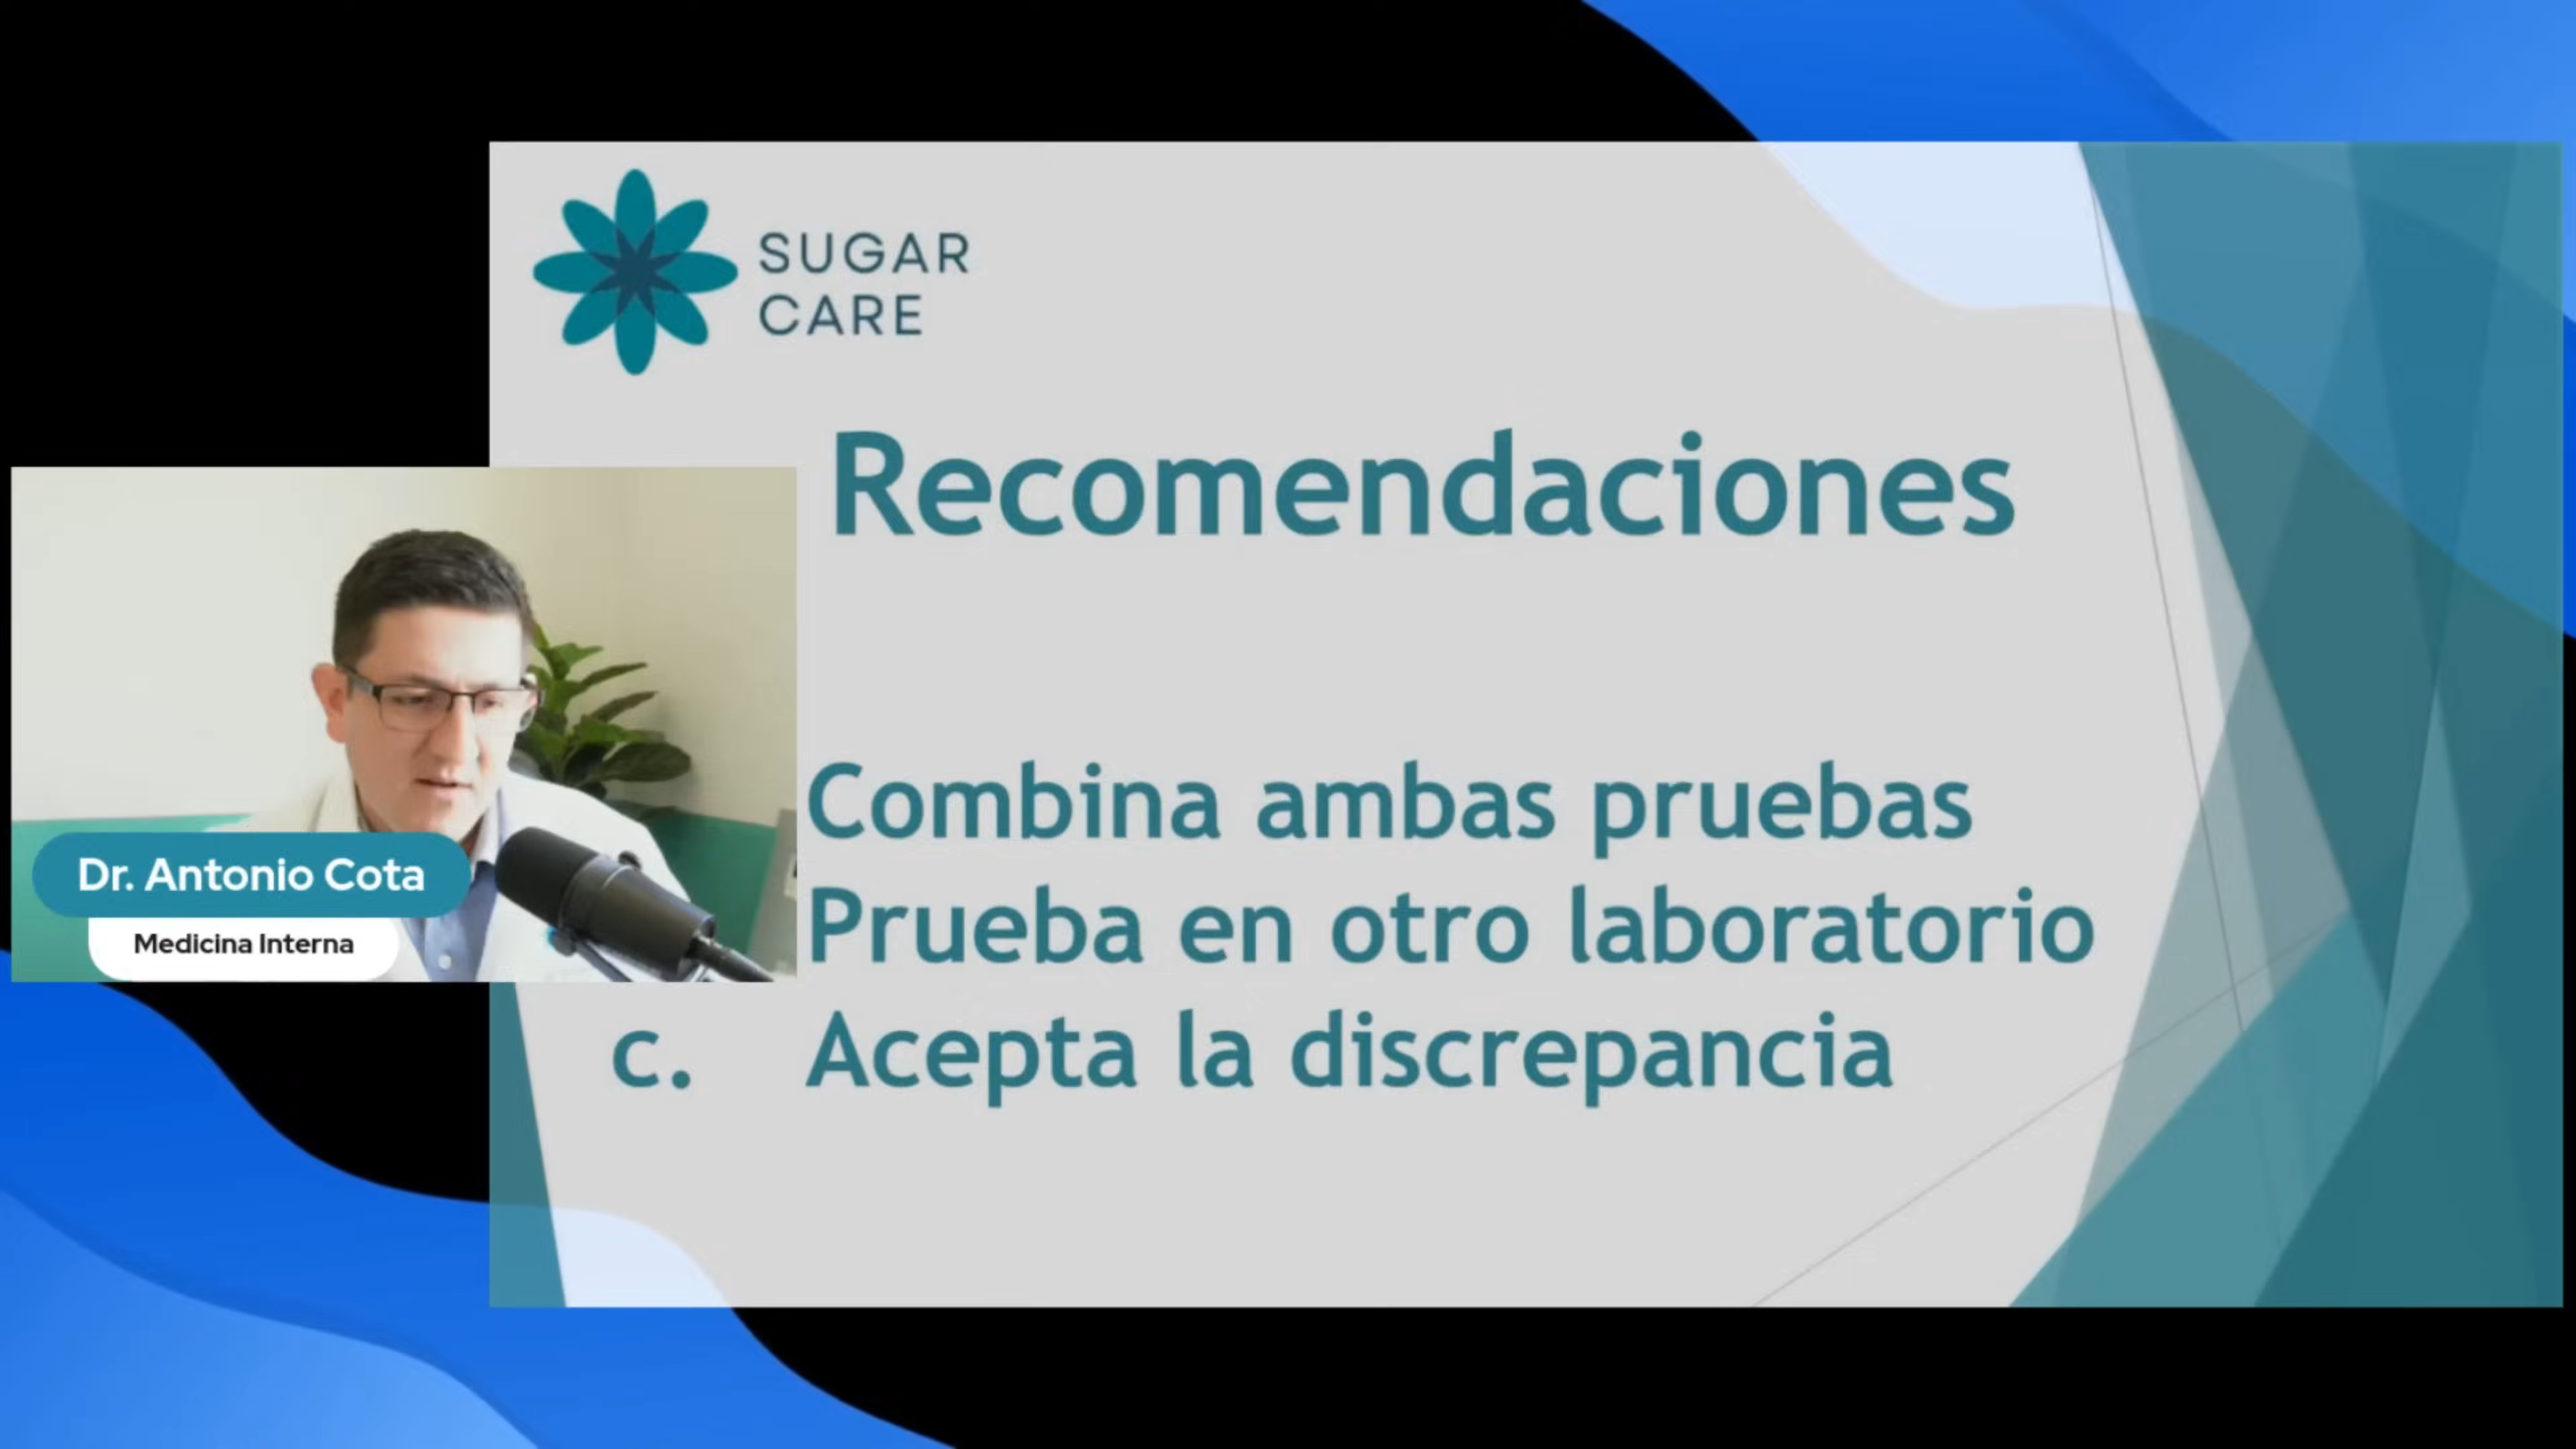 SUGAR
CARE
Recomendaciones
Combina ambas pruebas
Prueba en otro laboratorio
c. Acepta la discrepancia
Dr. Antonio Cota
Medicina Interna